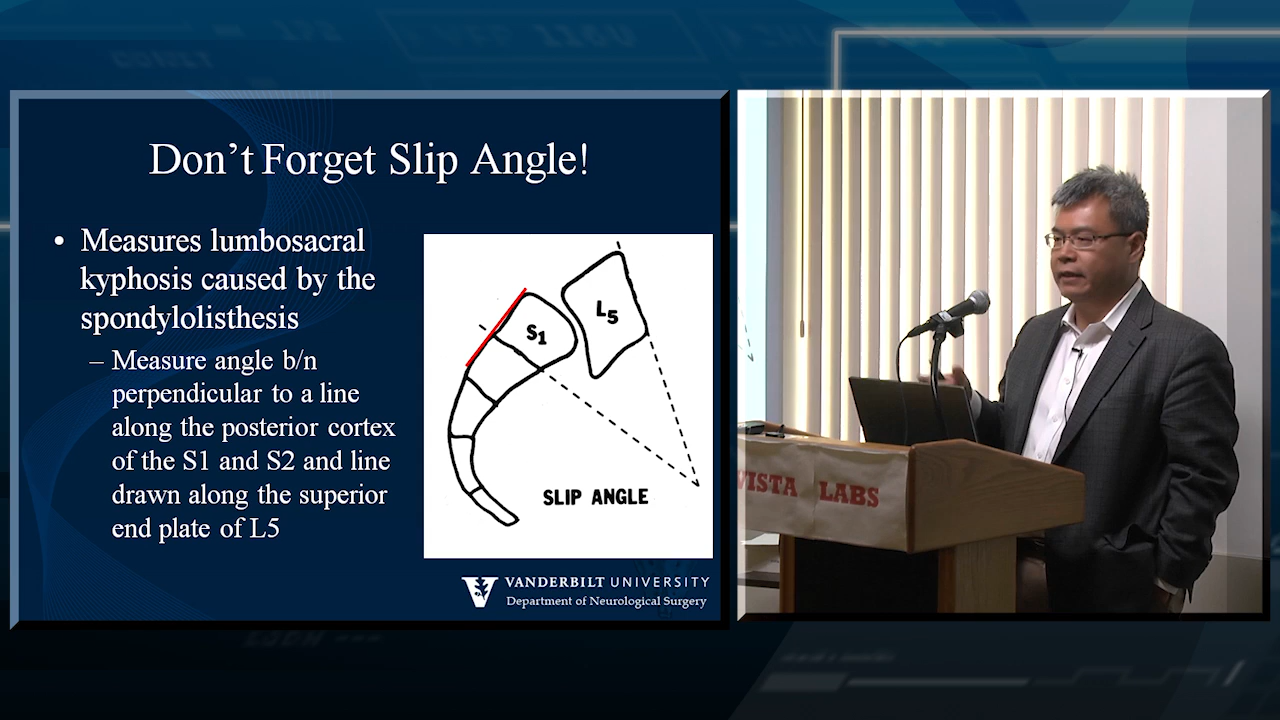 Don't Forget Slip Angle!
• Measures lumbosacral
kyphosis caused by the
spondylolisthesis
– Measure angle b/n
perpendicular to a line
along the posterior cortex
of the S1 and S2 and line
drawn along the superior
end plate of L5
S1
L5
SLIP ANGLE
VANDERBILT UNIVERSITY
Department of Neurological Surgery
VISTA LABS